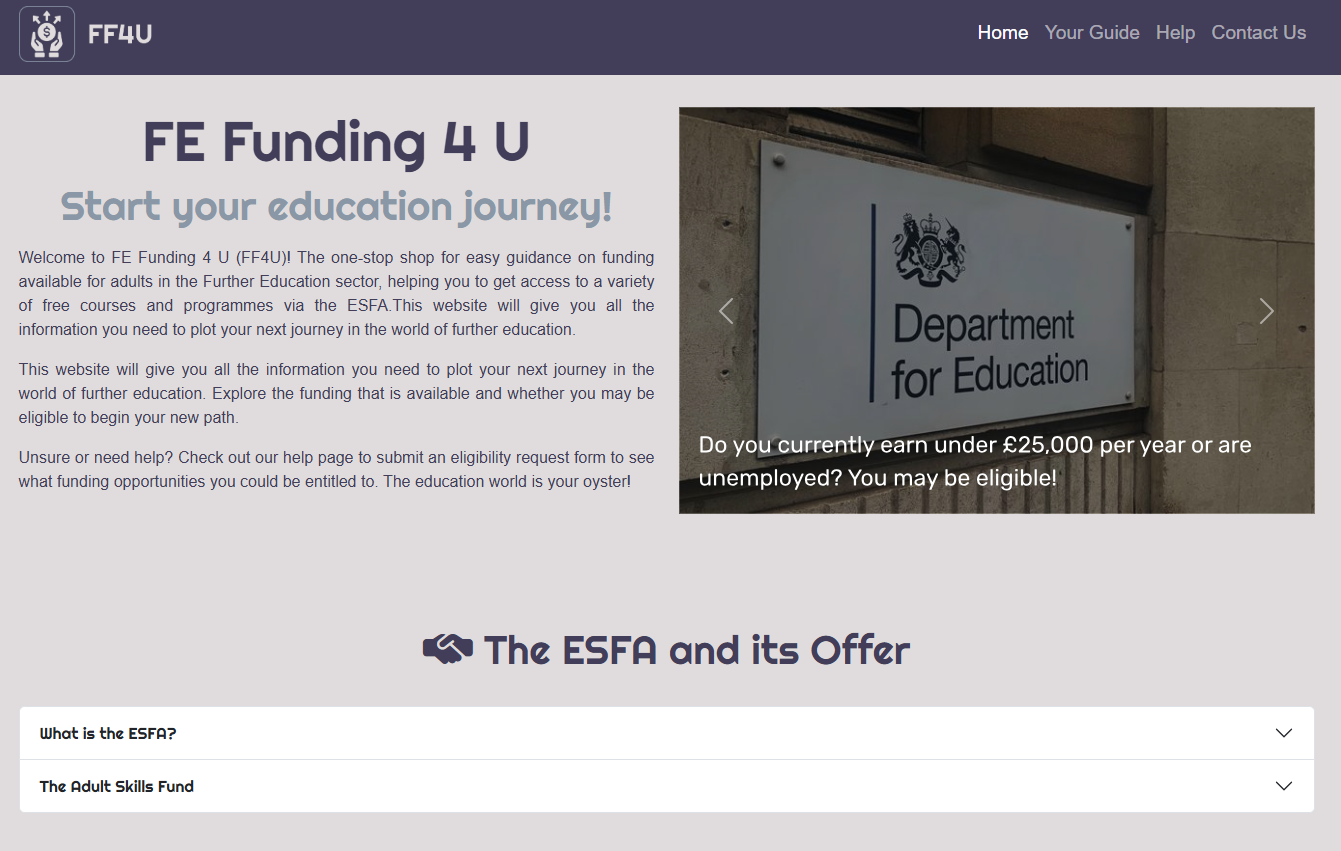 FF4U
Home Your Guide Help Contact Us
FE Funding 4 U
Start your education journey!
Welcome to FE Funding 4 U (FF4U)! The one-stop shop for easy guidance on funding
available for adults in the Further Education sector, helping you to get access to a variety
of free courses and programmes via the ESFA.This website will give you all the
information you need to plot your next journey in the world of further education.
This website will give you all the information you need to plot your next journey in the
world of further education. Explore the funding that is available and whether you may be
eligible to begin your new path.
Unsure or need help? Check out our help page to submit an eligibility request form to see
what funding opportunities you could be entitled to. The education world is your oyster!
Department
for Education
Do you currently earn under £25,000 per year or are
unemployed? You may be eligible!
The ESFA and its Offer
What is the ESFA?
The Adult Skills Fund